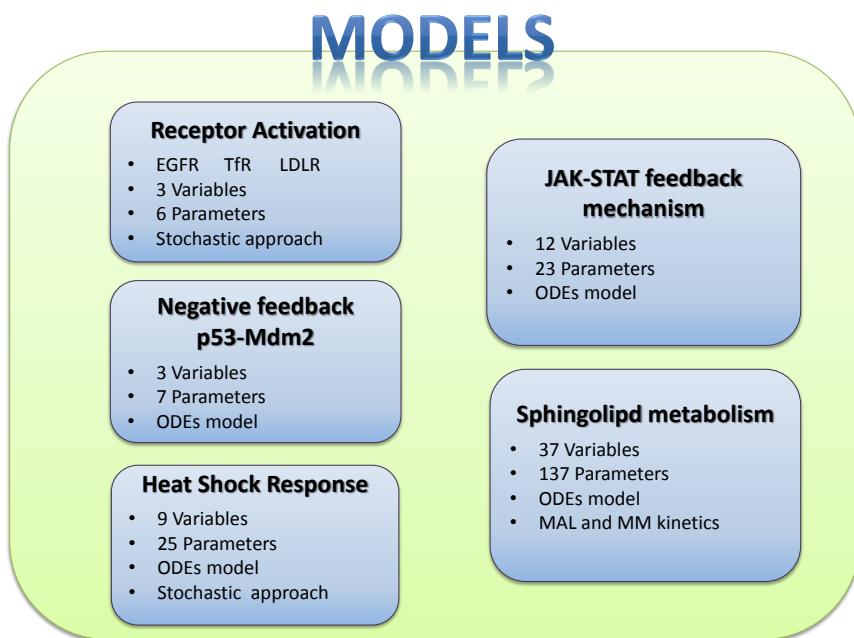 MODELS
Receptor Activation
• EGFR TfR LDLR
• 3 Variables
• 6 Parameters
• Stochastic approach
Negative feedback
p53-Mdm2
• 3 Variables
• 7 Parameters
• ODEs model
Heat Shock Response
• 9 Variables
• 25 Parameters
• ODEs model
• Stochastic approach
JAK-STAT feedback
mechanism
• 12 Variables
• 23 Parameters
• ODEs model
Sphingolipd metabolism
• 37 Variables
• 137 Parameters
• ODEs model
• MAL and MM kinetics